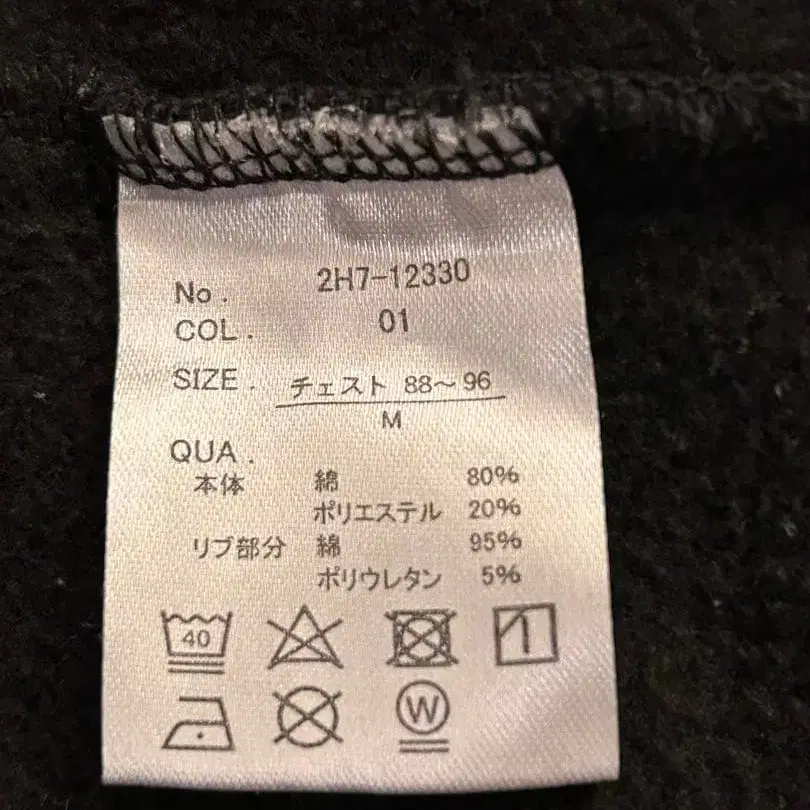 No. 2H7-12330
COL. 01
SIZE. チェスト 88～96
M
QUA.
本体 綿 80%
ポリエステル 20%
リブ部分 綿 95%
ポリウレタン 5%
40
W